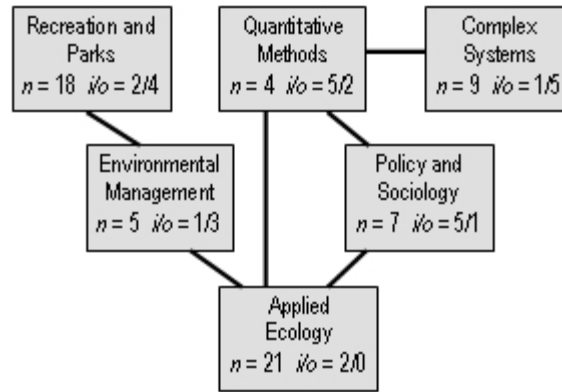 Recreation and
Parks
n = 18 i/o = 2/4
Quantitative
Methods
n = 4 i/o = 5/2
Complex
Systems
n = 9 i/o = 1/5
Environmental
Management
n = 5 i/o = 1/3
Policy and
Sociology
n = 7 i/o = 5/1
Applied
Ecology
n = 21 i/o = 2/0